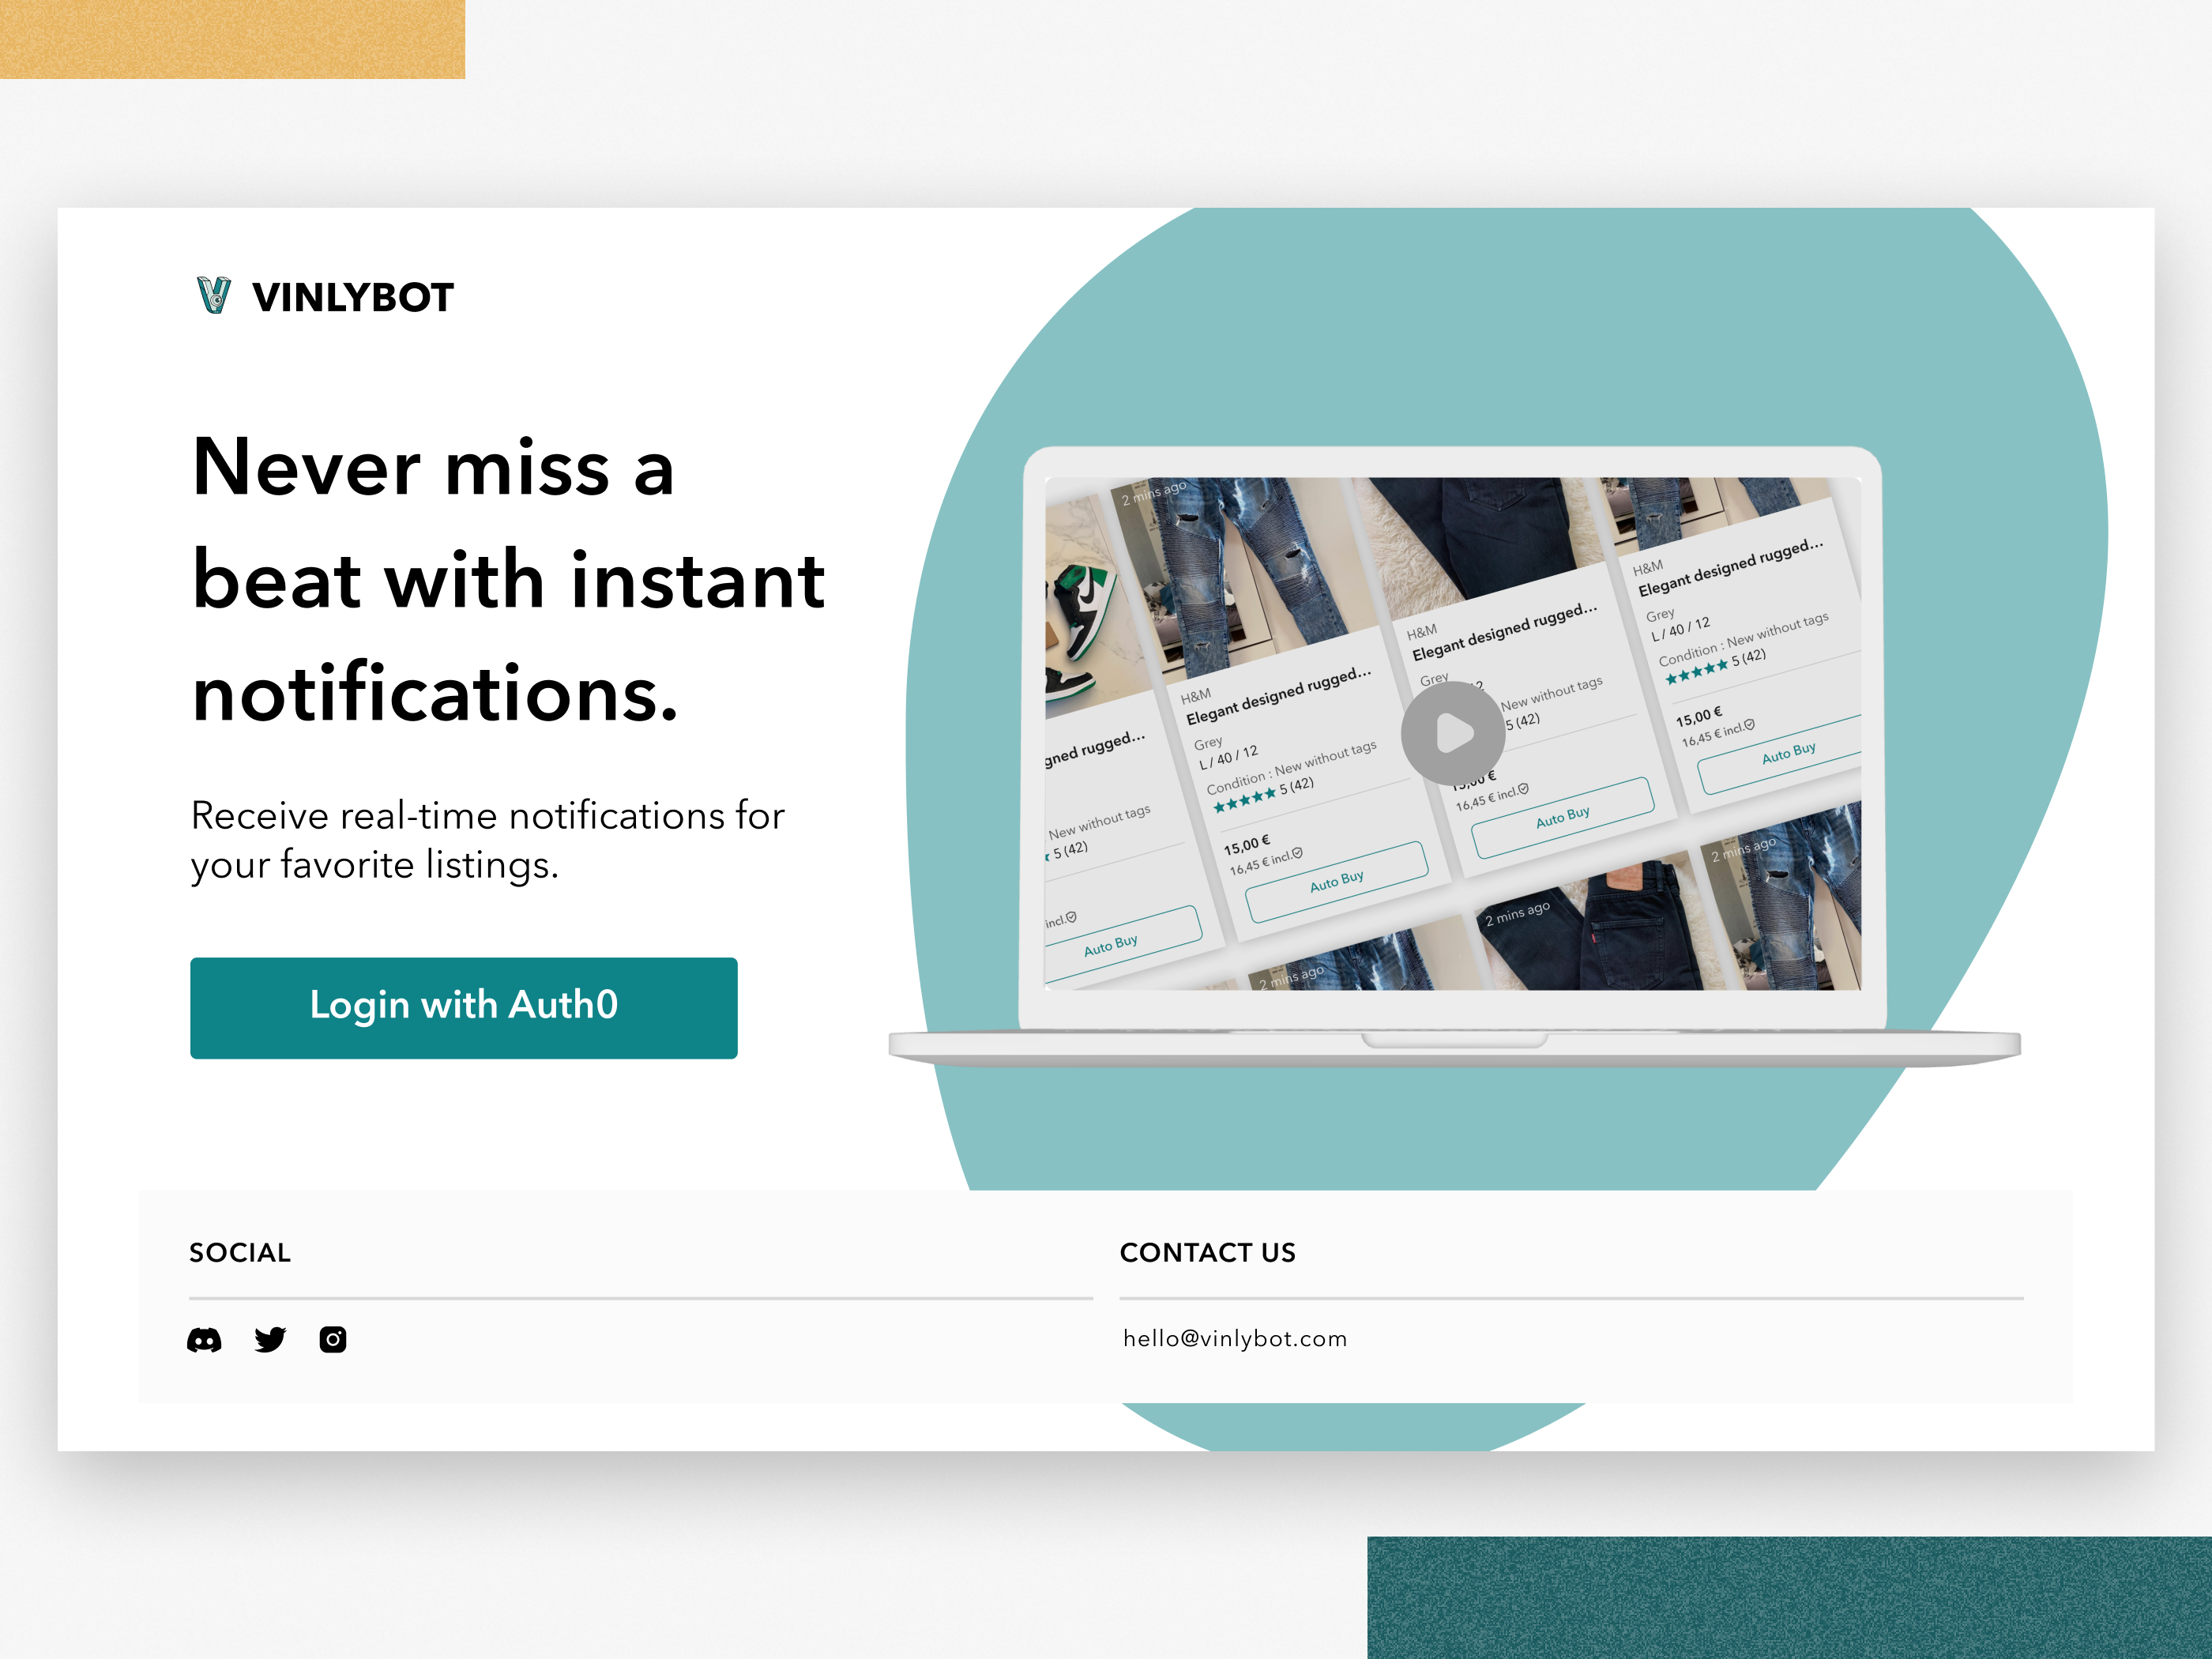 VINLYBOT
Never miss a
beat with instant
notifications.
Receive real-time notifications for
your favorite listings.
Login with Auth0
gned rugged...
New without tags
5 (42)
incl.
Auto Buy
2 mins ago
H&M
Elegant designed rugged...
Grey
L / 40 / 12
Condition : New without tags
5 (42)
15,00 €
16,45 € incl.
Auto Buy
H&M
Elegant designed rugged...
Grey
2
New without tags
5 (42)
15,00 €
16,45 € incl.
Auto Buy
H&M
Elegant designed rugged...
Grey
L / 40 / 12
Condition : New without tags
5 (42)
15,00 €
16,45 € incl.
Auto Buy
2 mins ago
2 mins ago
2 mins ago
SOCIAL
CONTACT US
hello@vinlybot.com